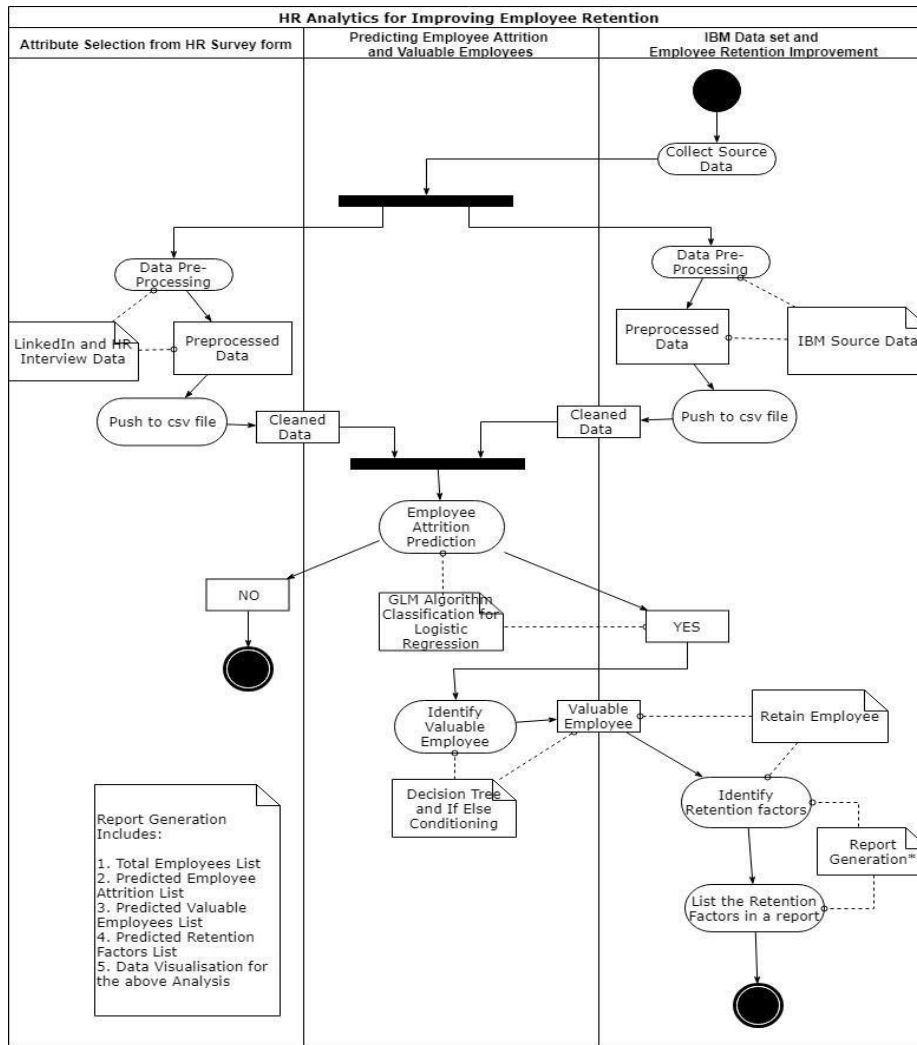 HR Analytics for Improving Employee Retention
Attribute Selection from HR Survey form
Predicting Employee Attrition
and Valuable Employees
IBM Data set and
Employee Retention Improvement
Collect Source
Data
Data Pre-
Processing
Data Pre-
Processing
LinkedIn and HR
Interview Data
Preprocessed
Data
Preprocessed
Data
IBM Source Data
Push to csv file
Cleaned
Data
Cleaned
Data
Push to csv file
Employee
Attrition
Prediction
NO
GLM Algorithm
Classification for
Logistic
Regression
YES
Identify
Valuable
Employee
Valuable
Employee
Retain Employee
Decision Tree
and If Else
Conditioning
Identify
Retention factors
Report
Generation*
List the Retention
Factors in a report
Report Generation
Includes:
1. Total Employees List
2. Predicted Employee
Attrition List
3. Predicted Valuable
Employees List
4. Predicted Retention
Factors List
5. Data Visualisation for
the above Analysis